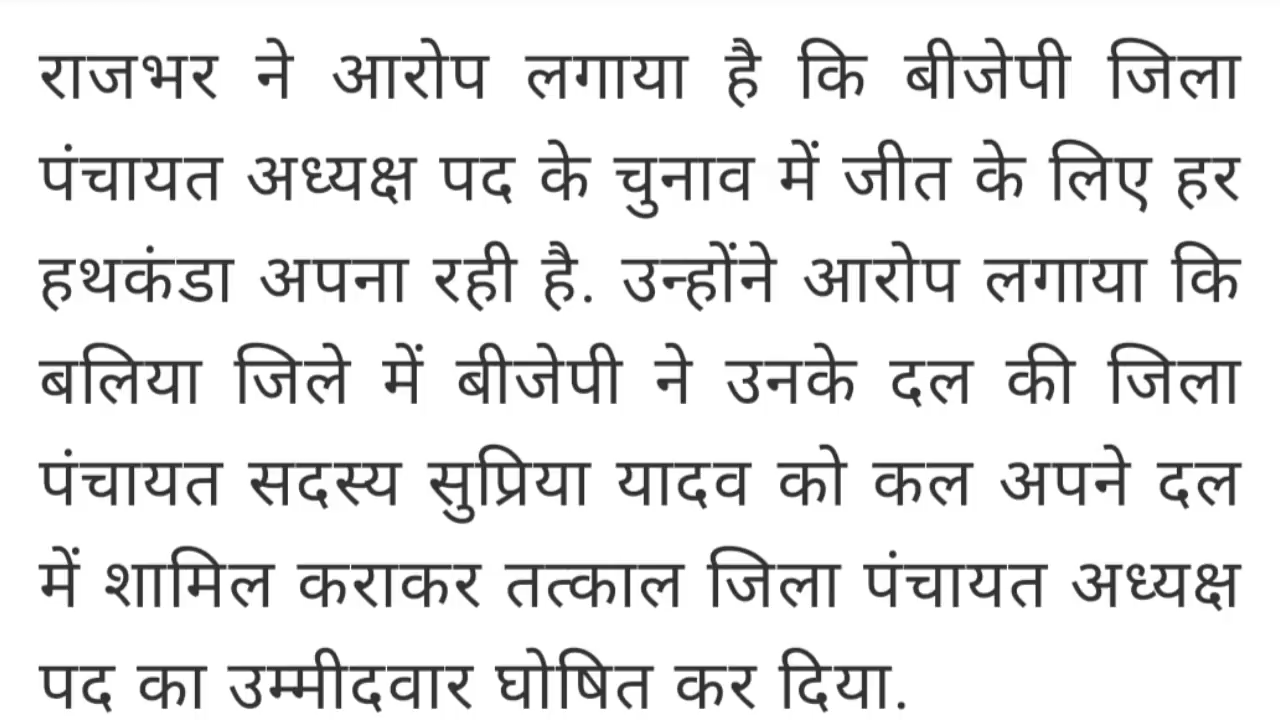 राजभर ने आरोप लगाया है कि बीजेपी जिला
पंचायत अध्यक्ष पद के चुनाव में जीत के लिए हर
हथकंडा अपना रही है. उन्होंने आरोप लगाया कि
बलिया जिले में बीजेपी ने उनके दल की जिला
पंचायत सदस्य सुप्रिया यादव को कल अपने दल
में शामिल कराकर तत्काल जिला पंचायत अध्यक्ष
पद का उम्मीदवार घोषित कर दिया.